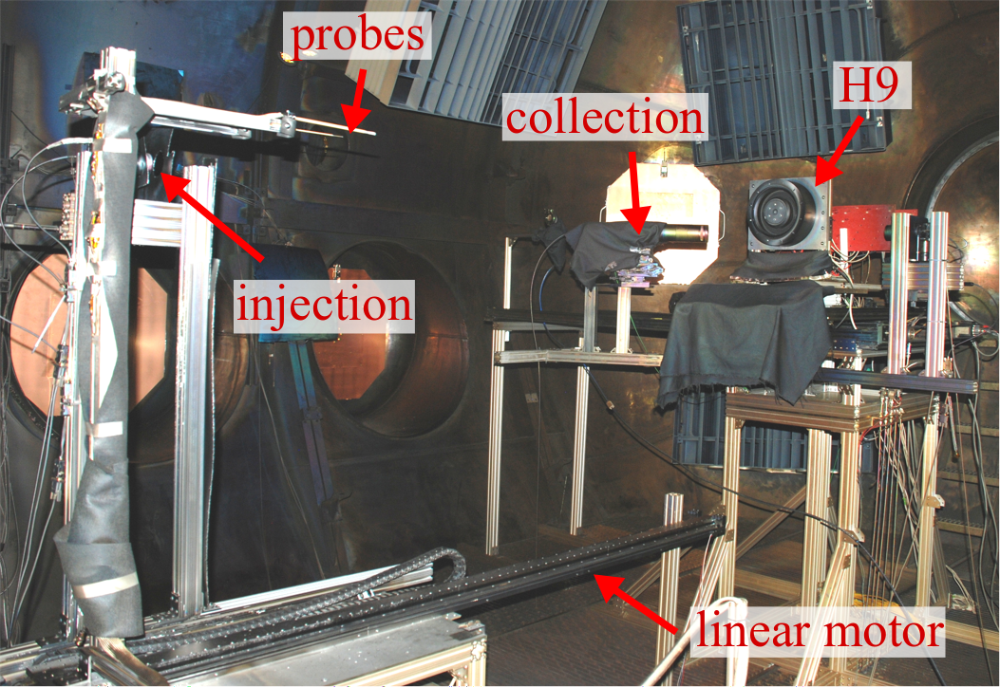 probes
H9
collection
injection
linear motor